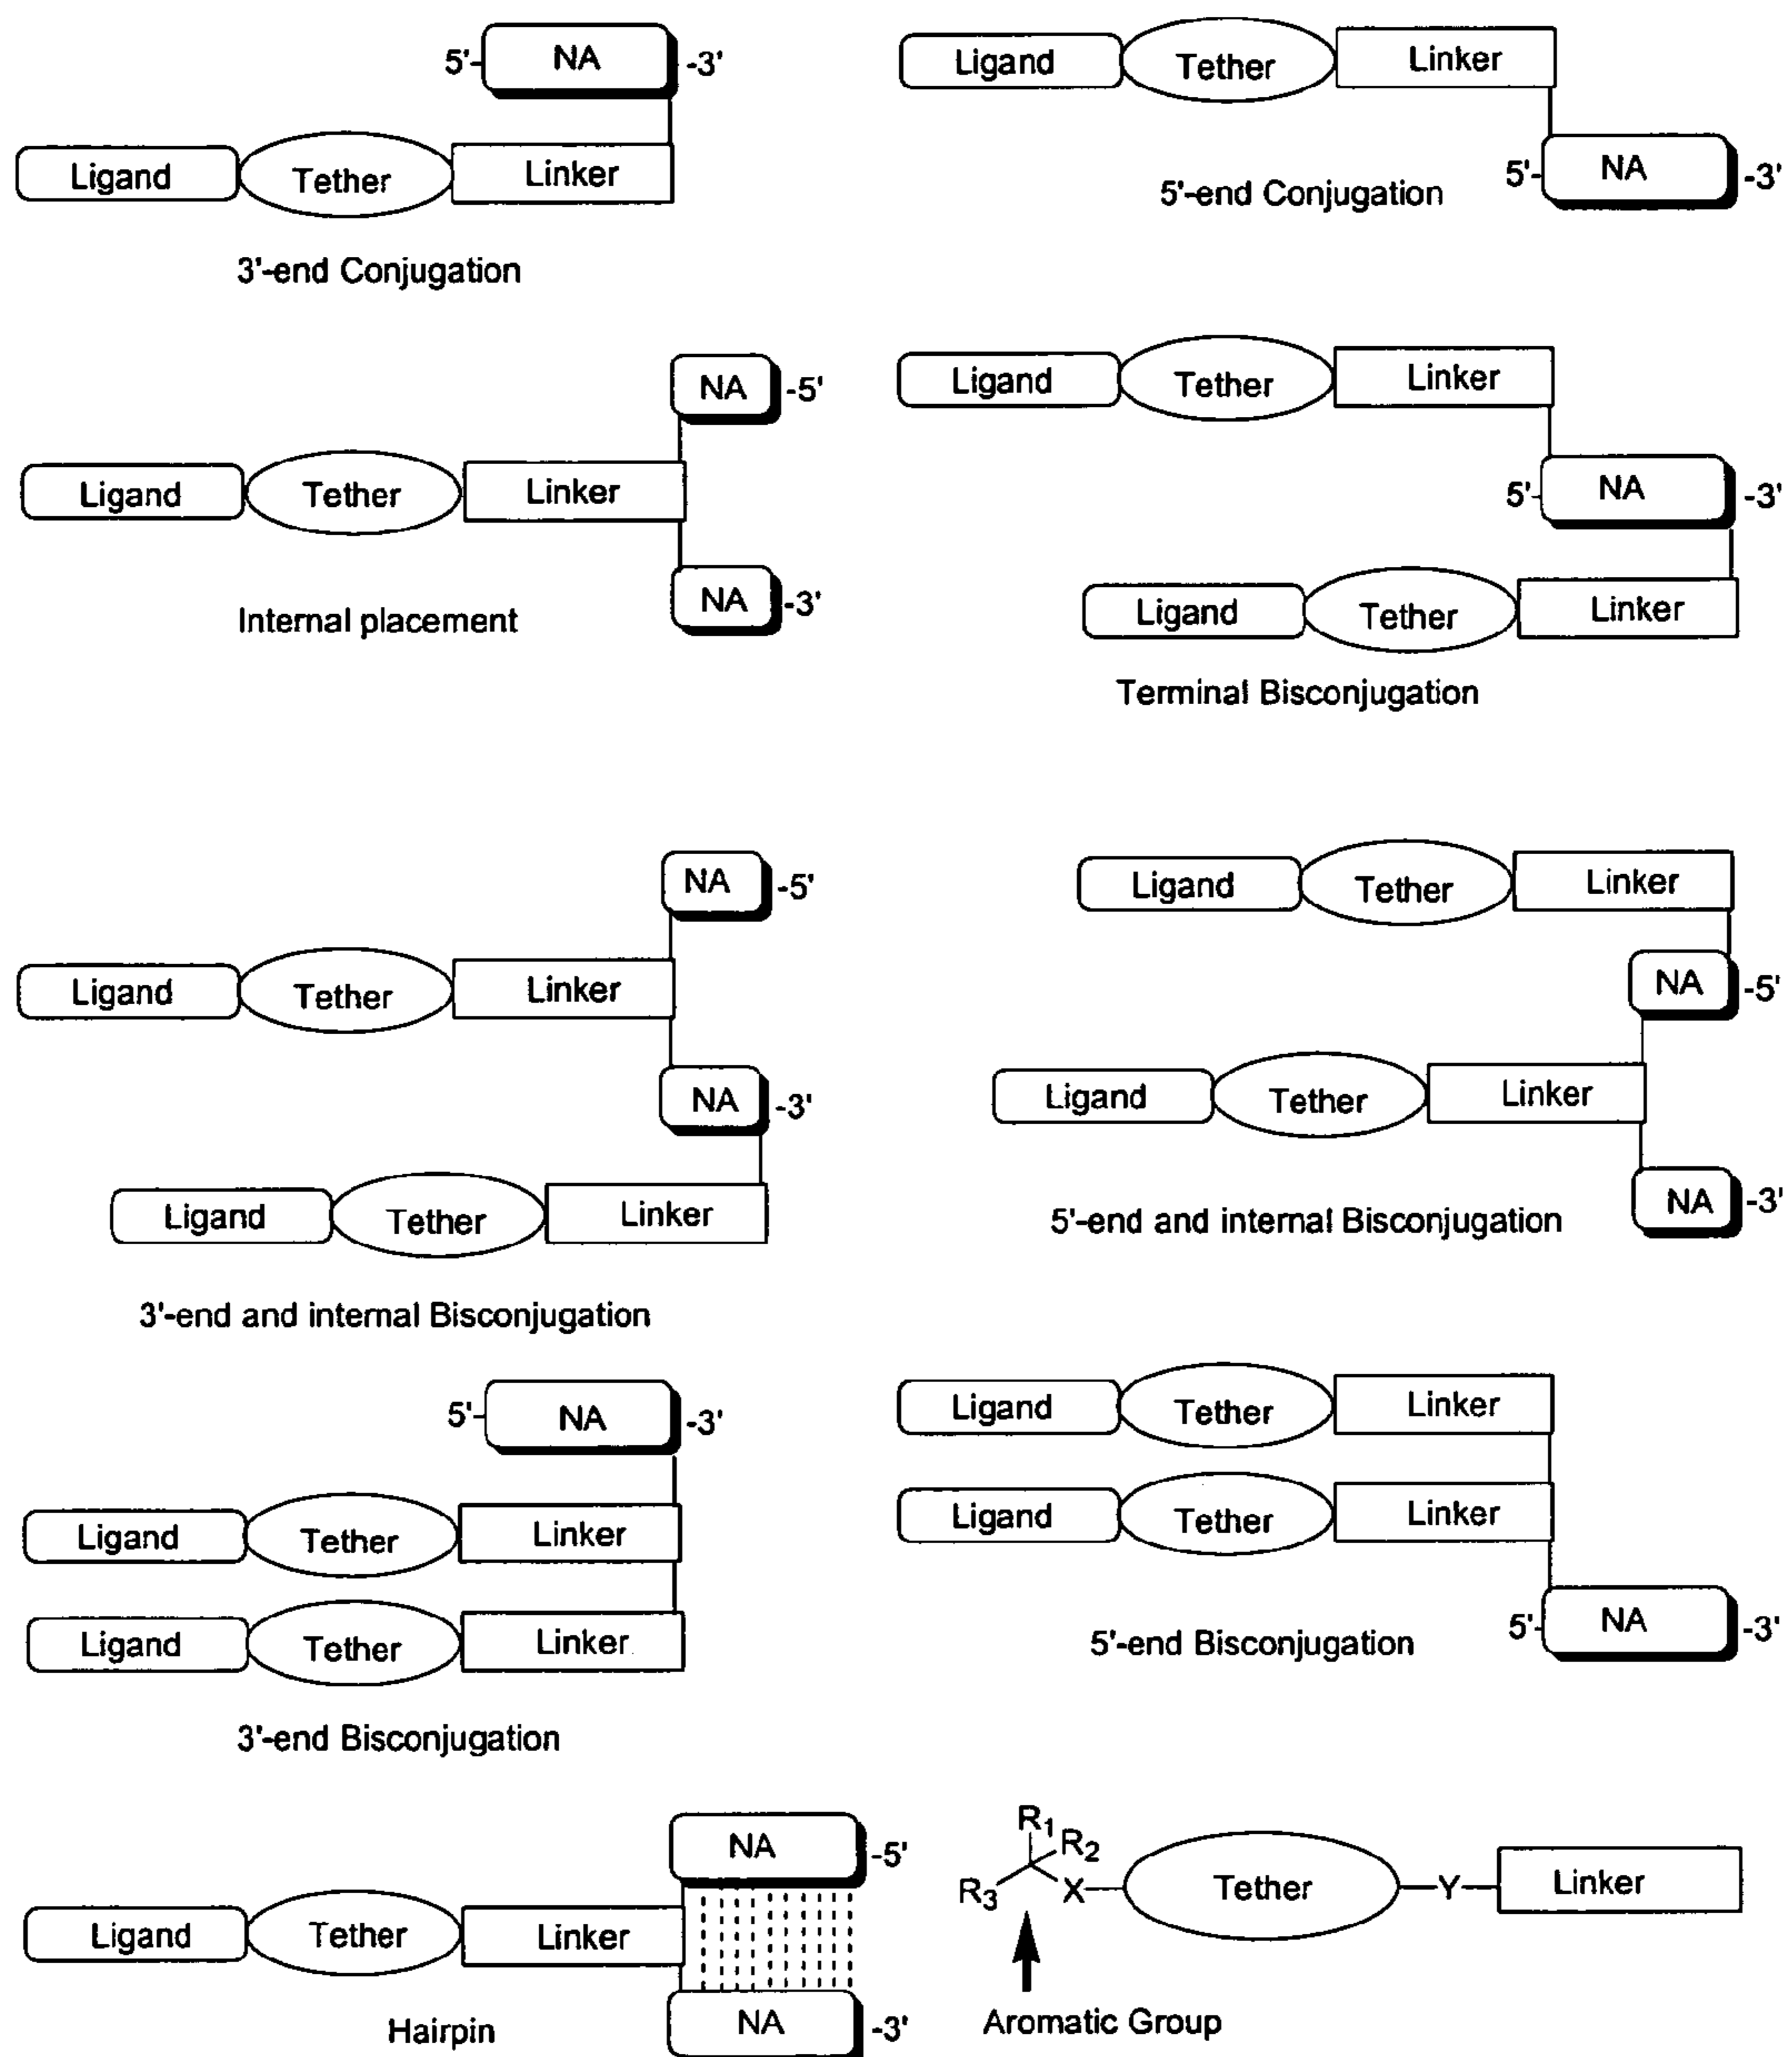 5'- NA -3'
Ligand Tether Linker
3'-end Conjugation
Ligand Tether Linker
5'- NA -3'
5'-end Conjugation
NA -5'
Ligand Tether Linker
NA -3'
Internal placement
Ligand Tether Linker
5'- NA -3'
Ligand Tether Linker
Terminal Bisconjugation
NA -5'
Ligand Tether Linker
NA -3'
Ligand Tether Linker
3'-end and internal Bisconjugation
Ligand Tether Linker
NA -5'
Ligand Tether Linker
NA -3'
5'-end and internal Bisconjugation
5'- NA -3'
Ligand Tether Linker
Ligand Tether Linker
3'-end Bisconjugation
Ligand Tether Linker
Ligand Tether Linker
5'- NA -3'
5'-end Bisconjugation
NA -5'
Ligand Tether Linker
NA -3'
Hairpin
R1
R2
R3 X Tether Y Linker
Aromatic Group